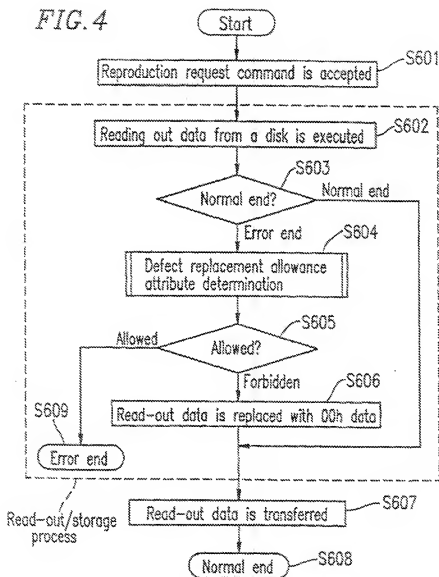 FIG. 4
Start
S601
Reproduction request command is accepted
S602
Reading out data from a disk is executed
S603
Normal end?
Normal end
Error end
S604
Defect replacement allowance
attribute determination
S605
Allowed
Allowed?
Forbidden
S606
Read-out data is replaced with 00h data
S609
Error end
Read-out/storage
process
S607
Read-out data is transferred
S608
Normal end